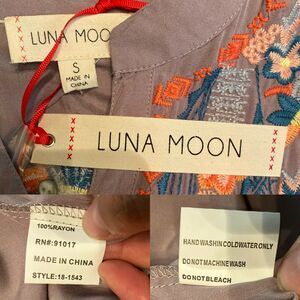 LUNA MOON
S
MADE IN
CHINA
LUNA MOON
100%RAYON
RN#:91017
MADE IN CHINA
STYLE:18-1543
HAND WASH IN COLD WATER ONLY
DO NOT MACHINE WASH
DO NOT BLEACH